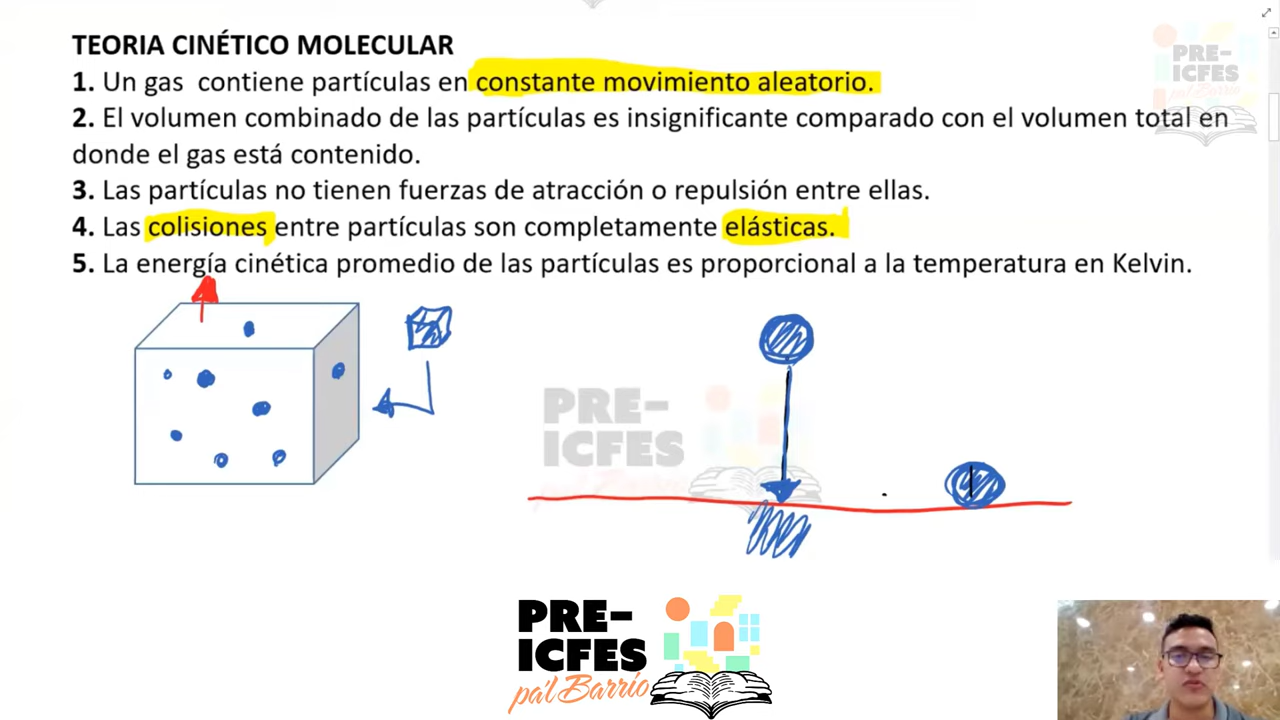 TEORIA CINÉTICO MOLECULAR
1. Un gas contiene partículas en constante movimiento aleatorio.
2. El volumen combinado de las partículas es insignificante comparado con el volumen total en
donde el gas está contenido.
3. Las partículas no tienen fuerzas de atracción o repulsión entre ellas.
4. Las colisiones entre partículas son completamente elásticas.
5. La energía cinética promedio de las partículas es proporcional a la temperatura en Kelvin.
PRE-
ICFES
pa'l Barrio
PRE-
ICFES
PRE-
ICFES
pa'l Barrio